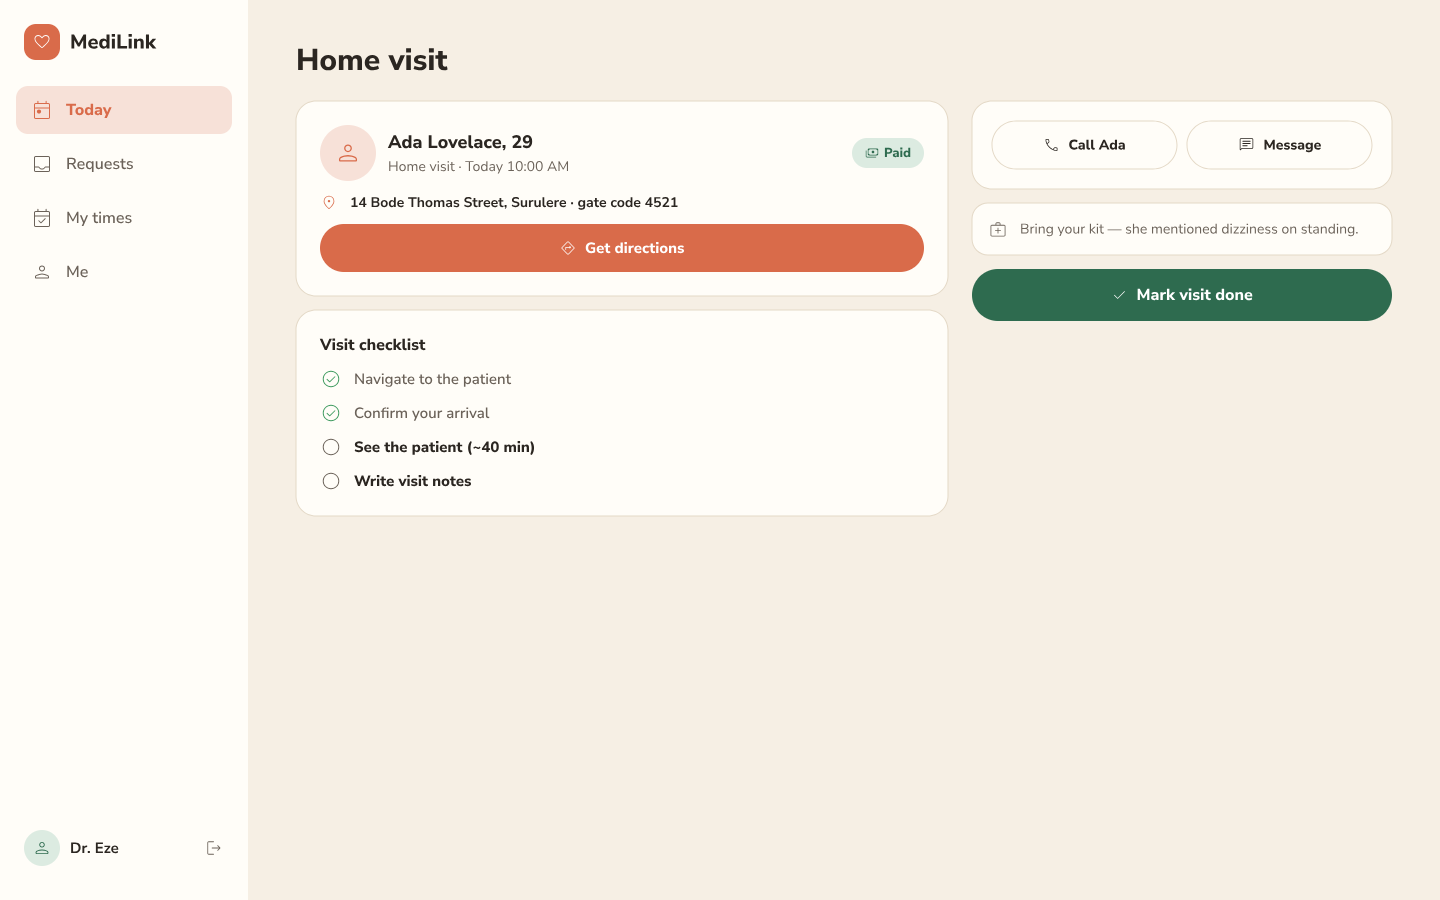 MediLink
Today
Requests
My times
Me
Dr. Eze
Home visit
Ada Lovelace, 29
Home visit · Today 10:00 AM
Paid
14 Bode Thomas Street, Surulere · gate code 4521
Get directions
Visit checklist
Navigate to the patient
Confirm your arrival
See the patient (~40 min)
Write visit notes
Call Ada
Message
Bring your kit — she mentioned dizziness on standing.
Mark visit done